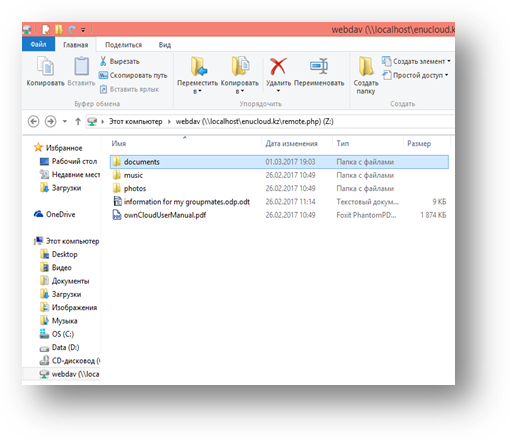 webdav (\\localhost\enucloud.k
Файл Главная Поделиться Вид
Копировать Вставить Вырезать Скопировать путь Вставить ярлык
Переместить в Копировать в Удалить Переименовать
Создать папку Создать элемент Простой доступ
Буфер обмена Упорядочить Создать
Этот компьютер webdav (\\localhost\enucloud.kz\remote.php) (Z:)
Имя Дата изменения Тип Размер
documents 01.03.2017 19:03 Папка с файлами
music 26.02.2017 10:49 Папка с файлами
photos 26.02.2017 10:49 Папка с файлами
information for my groupmates.odp.odt 26.02.2017 11:14 Текстовый докум... 9 КБ
ownCloudUserManual.pdf 26.02.2017 10:49 Foxit PhantomPD... 1 874 КБ
Избранное
Рабочий стол
Недавние мест
Загрузки
OneDrive
Этот компьютер
Desktop
Видео
Документы
Загрузки
Изображения
Музыка
OS (C:)
Data (D:)
CD-дисковод (
webdav (\\loca